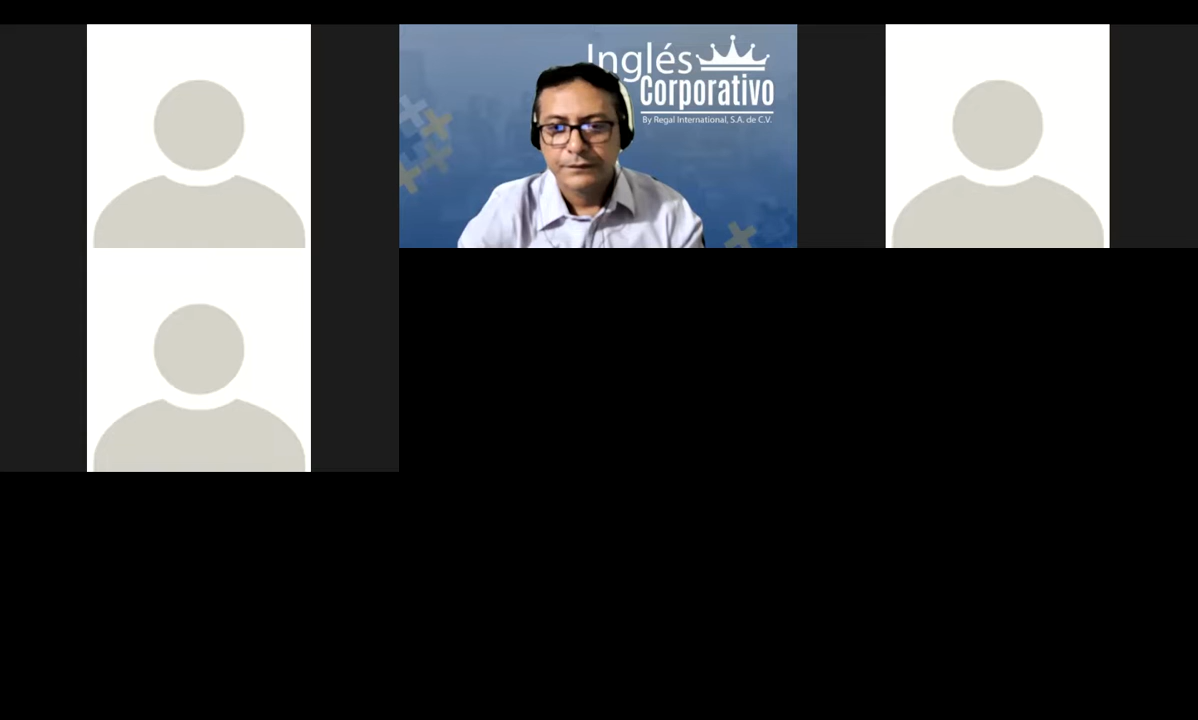 Inglés
Corporativo
By Regal International, S.A. de C.V.